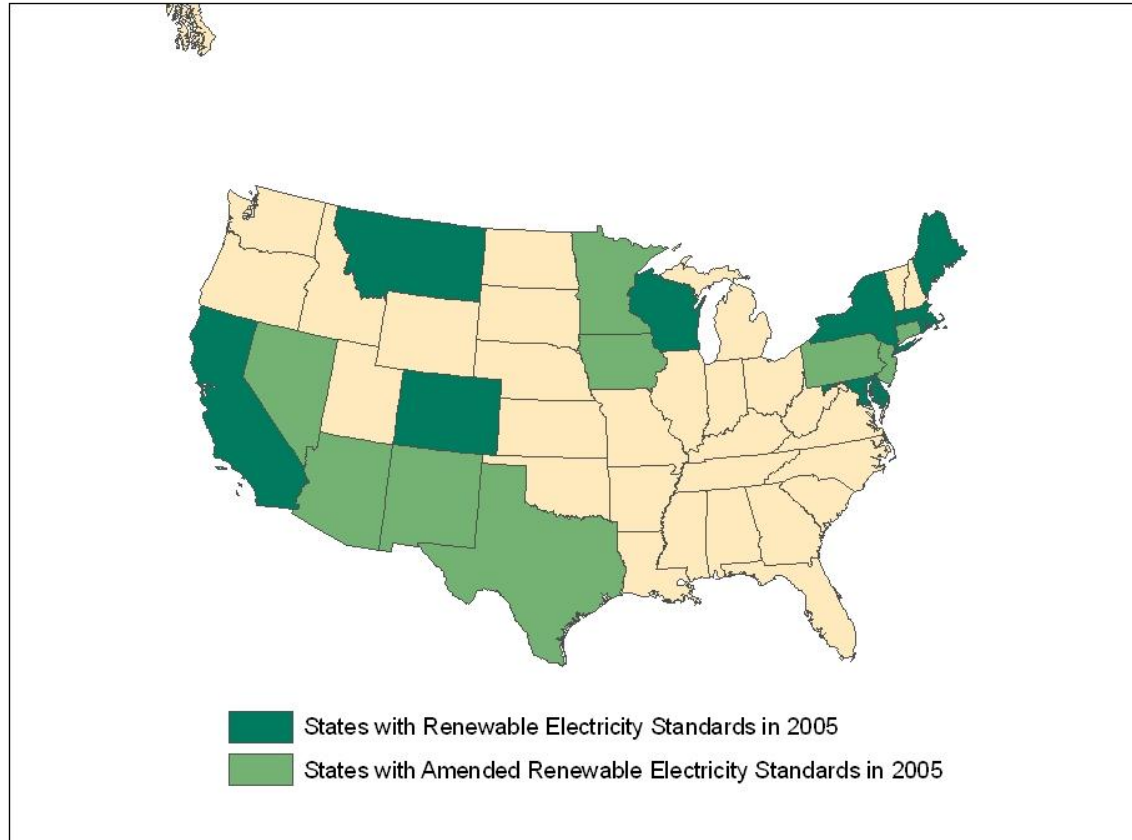 States with Renewable Electricity Standards in 2005
States with Amended Renewable Electricity Standards in 2005